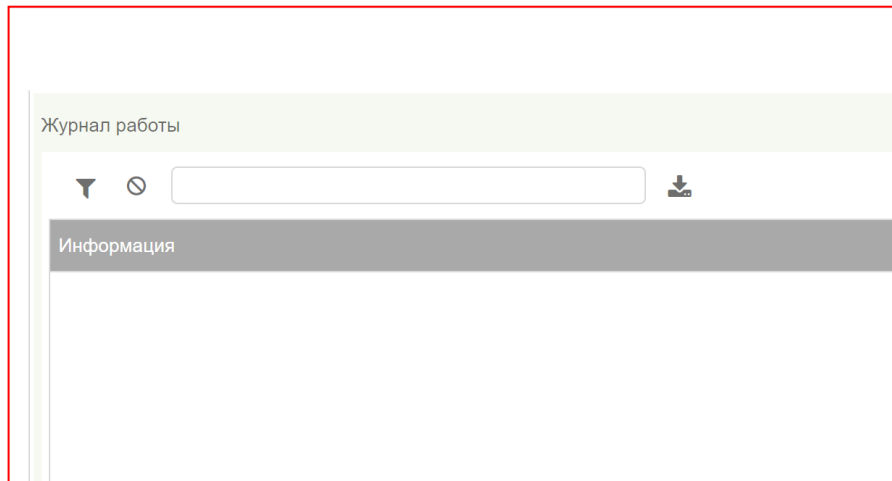 Журнал работы
Информация